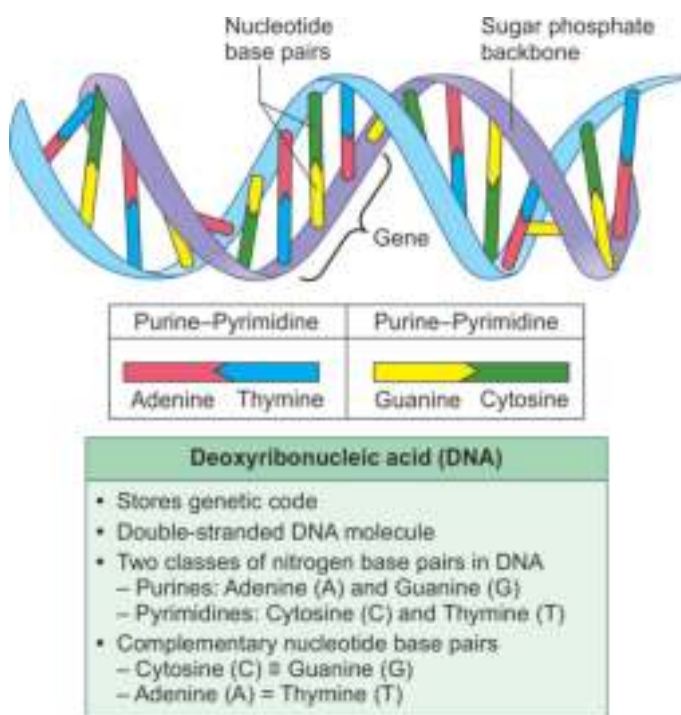 Nucleotide
base pairs
Sugar phosphate
backbone
Gene
Purine–Pyrimidine Purine–Pyrimidine
Adenine Thymine Guanine Cytosine
Deoxyribonucleic acid (DNA)
• Stores genetic code
• Double-stranded DNA molecule
• Two classes of nitrogen base pairs in DNA
– Purines: Adenine (A) and Guanine (G)
– Pyrimidines: Cytosine (C) and Thymine (T)
• Complementary nucleotide base pairs
– Cytosine (C) ≡ Guanine (G)
– Adenine (A) = Thymine (T)